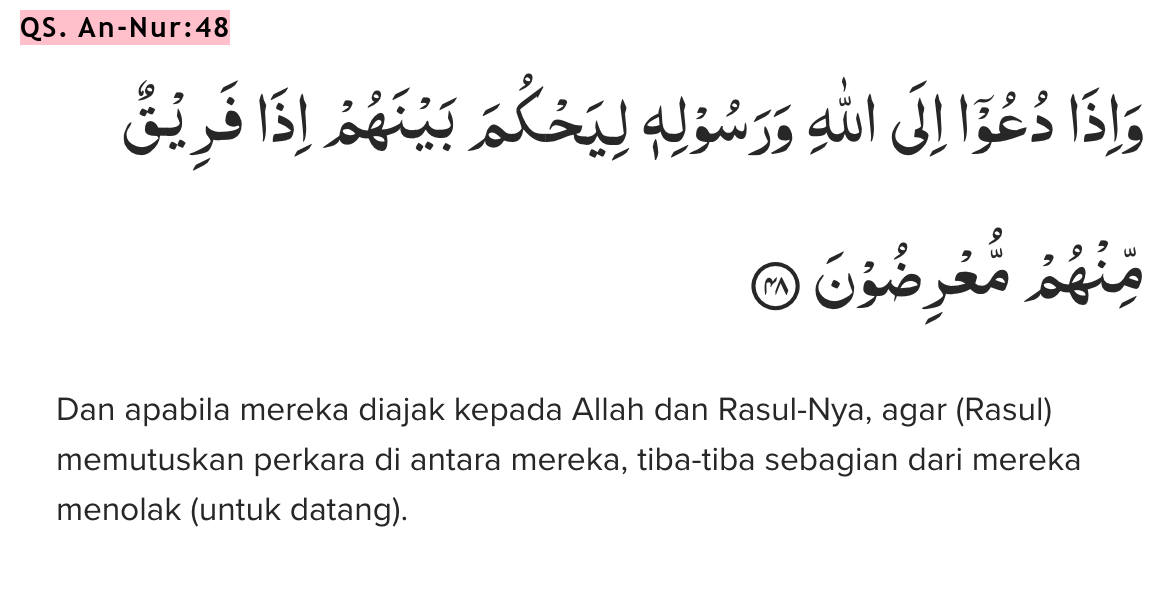 QS. An-Nur:48
وَاِذَا دُعُوْٓا اِلَى اللّٰهِ وَرَسُوْلِهٖ لِيَحْكُمَ بَيْنَهُمْ اِذَا فَرِيْقٌ
مِّنْهُمْ مُّعْرِضُوْنَ ٤٨
Dan apabila mereka diajak kepada Allah dan Rasul-Nya, agar (Rasul)
memutuskan perkara di antara mereka, tiba-tiba sebagian dari mereka
menolak (untuk datang).